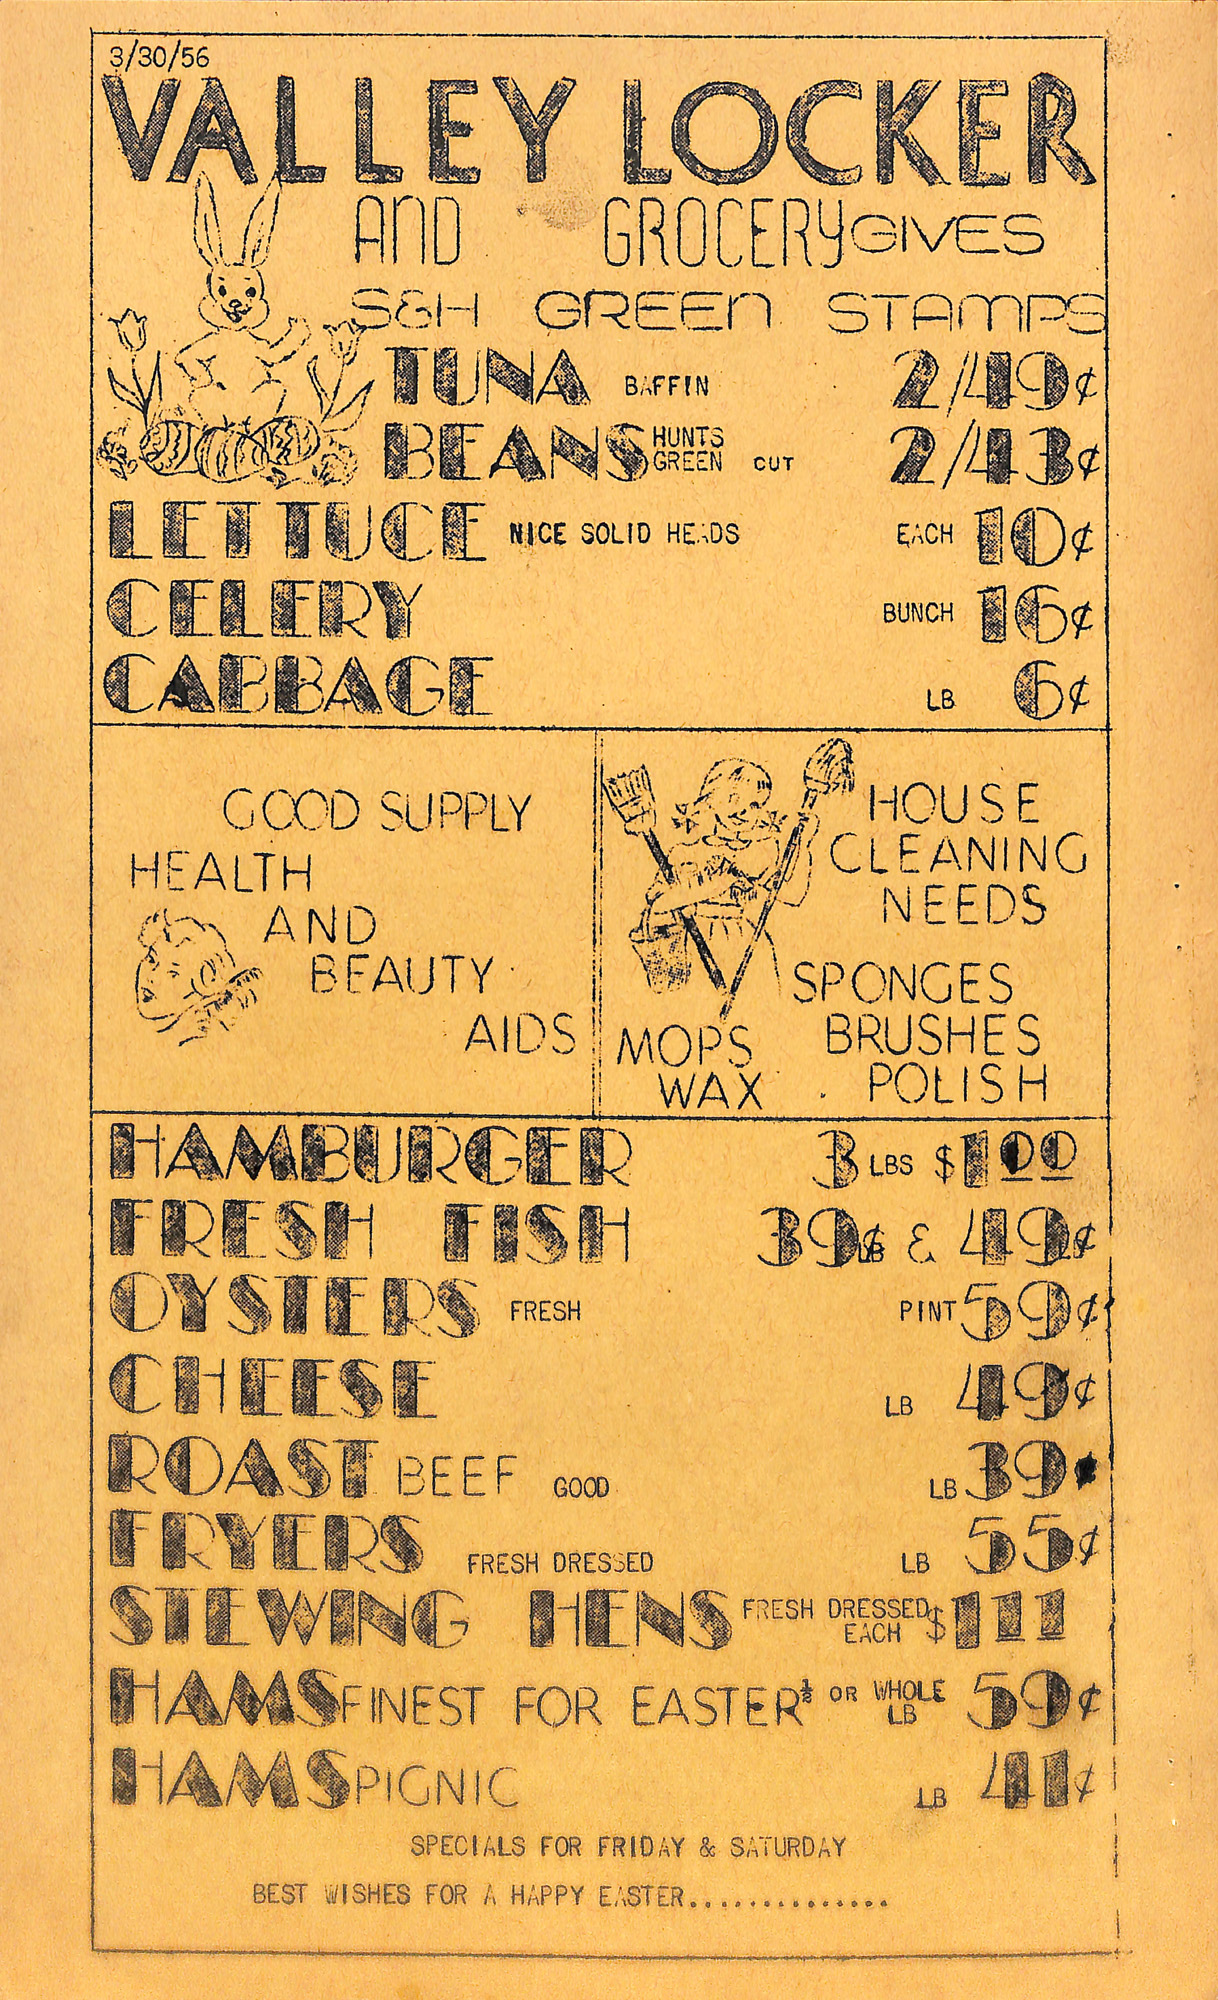 3/30/56
VALLEY LOCKER
AND GROCERY GIVES
S&H GREEN STAMPS
TUNA BAFFIN 2/49¢
BEANS HUNTS GREEN CUT 2/43¢
LETTUCE NICE SOLID HEADS EACH 10¢
CELERY BUNCH 16¢
CABBAGE LB 6¢
GOOD SUPPLY
HEALTH
AND
BEAUTY
AIDS
HOUSE
CLEANING
NEEDS
SPONGES
MOPS BRUSHES
WAX POLISH
HAMBURGER 3 LBS $1.00
FRESH FISH 39¢ LB & 49¢ LB
OYSTERS FRESH PINT 59¢
CHEESE LB 49¢
ROAST BEEF GOOD LB 39¢
FRYERS FRESH DRESSED LB 55¢
STEWING HENS FRESH DRESSED EACH $111
HAMS FINEST FOR EASTER ½ OR WHOLE LB 59¢
HAMS PIGNIC LB 41¢
SPECIALS FOR FRIDAY & SATURDAY
BEST WISHES FOR A HAPPY EASTER..............